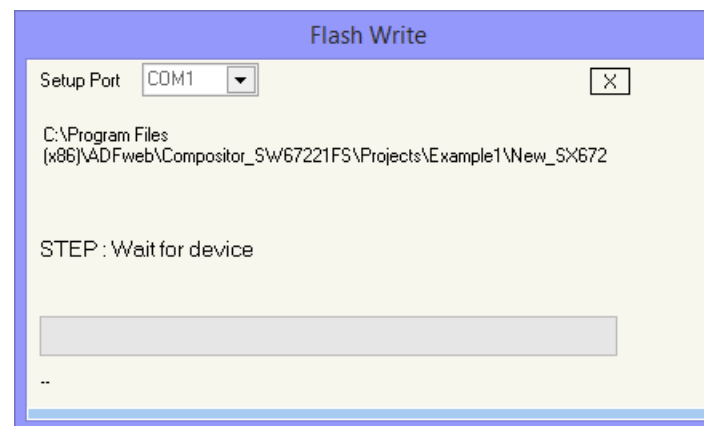 Flash Write
Setup Port COM1 X
C:\Program Files
(x86)\ADFweb\Compositor_SW67221FS\Projects\Example1\New_SX672
STEP : Wait for device
--